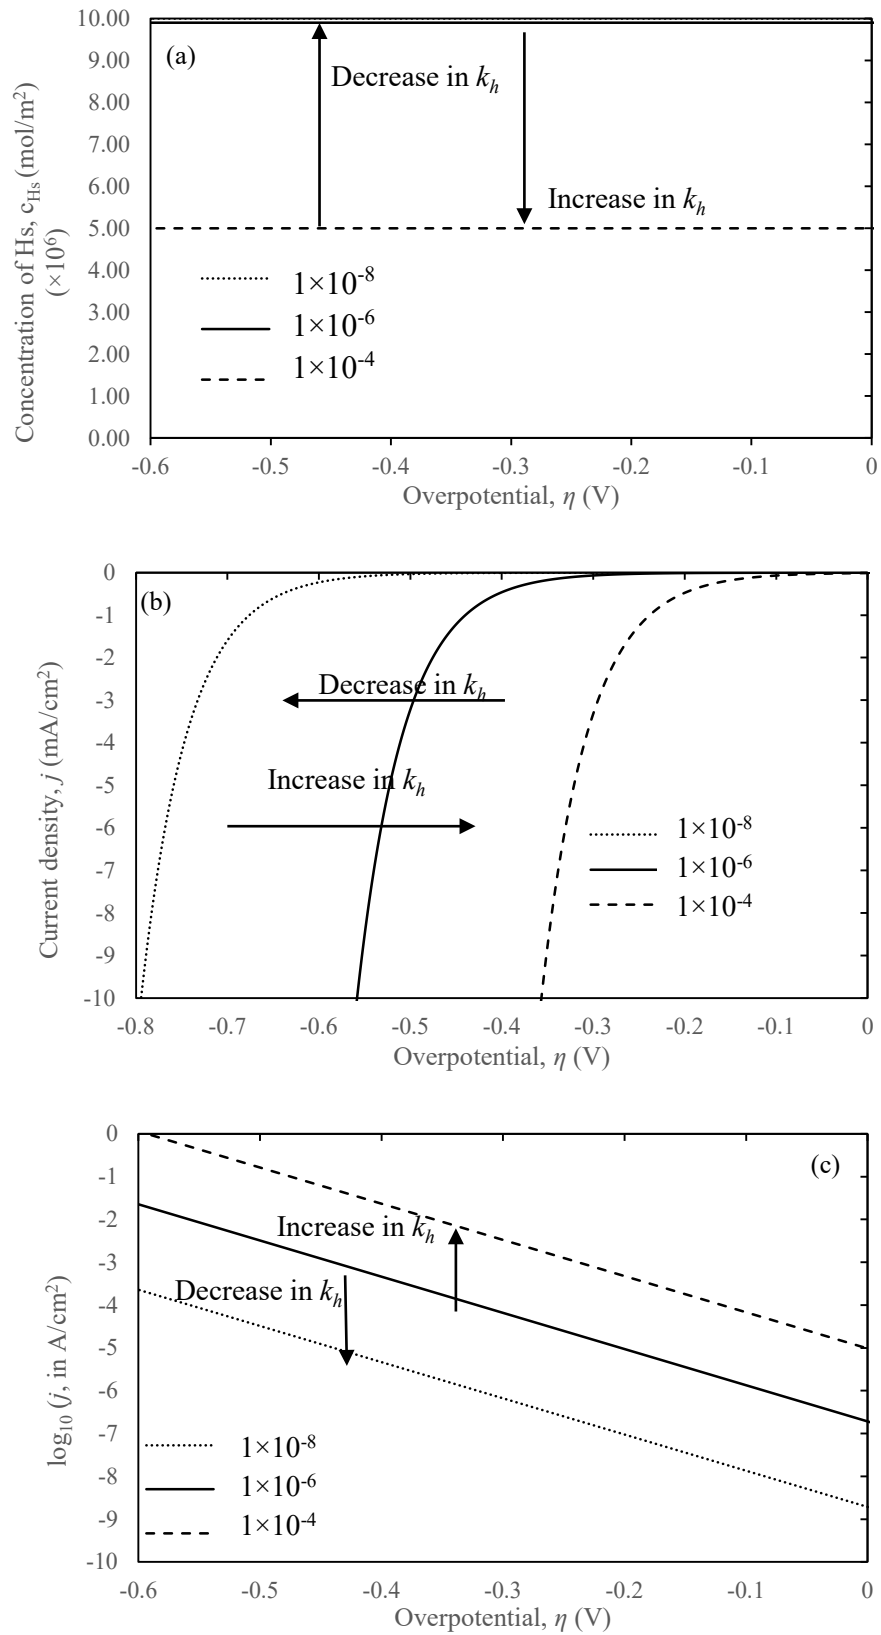 10.00
9.00
10.00
8.00
7.00
6.00
5.00
4.00
3.00
2.00
1.00
0.00
Concentration of Hs, c_Hs (mol/m²)
(×10⁶)
(a)
Decrease in k_h
Increase in k_h
1×10⁻⁸
1×10⁻⁶
1×10⁻⁴
-0.6 -0.5 -0.4 -0.3 -0.2 -0.1 0
Overpotential, η (V)
0
-1
-2
-3
-4
-5
-6
-7
-8
-9
-10
Current density, j (mA/cm²)
(b)
Decrease in k_h
Increase in k_h
1×10⁻⁸
1×10⁻⁶
1×10⁻⁴
-0.8 -0.7 -0.6 -0.5 -0.4 -0.3 -0.2 -0.1 0
Overpotential, η (V)
0
-1
-2
-3
-4
-5
-6
-7
-8
-9
-10
log₁₀ (j, in A/cm²)
(c)
Increase in k_h
Decrease in k_h
1×10⁻⁸
1×10⁻⁶
1×10⁻⁴
-0.6 -0.5 -0.4 -0.3 -0.2 -0.1 0
Overpotential, η (V)